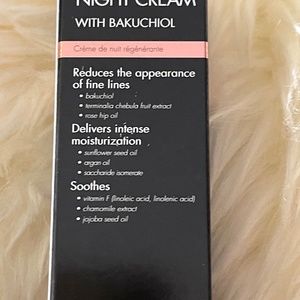 NIGHT CREAM
WITH BAKUCHIOL
Crème de nuit régénérante
Reduces the appearance
of fine lines
• bakuchiol
• terminalia chebula fruit extract
• rose hip oil
Delivers intense
moisturization
• sunflower seed oil
• argan oil
• saccharide isomerate
Soothes
• vitamin F (linoleic acid, linolenic acid)
• chamomile extract
• jojoba seed oil